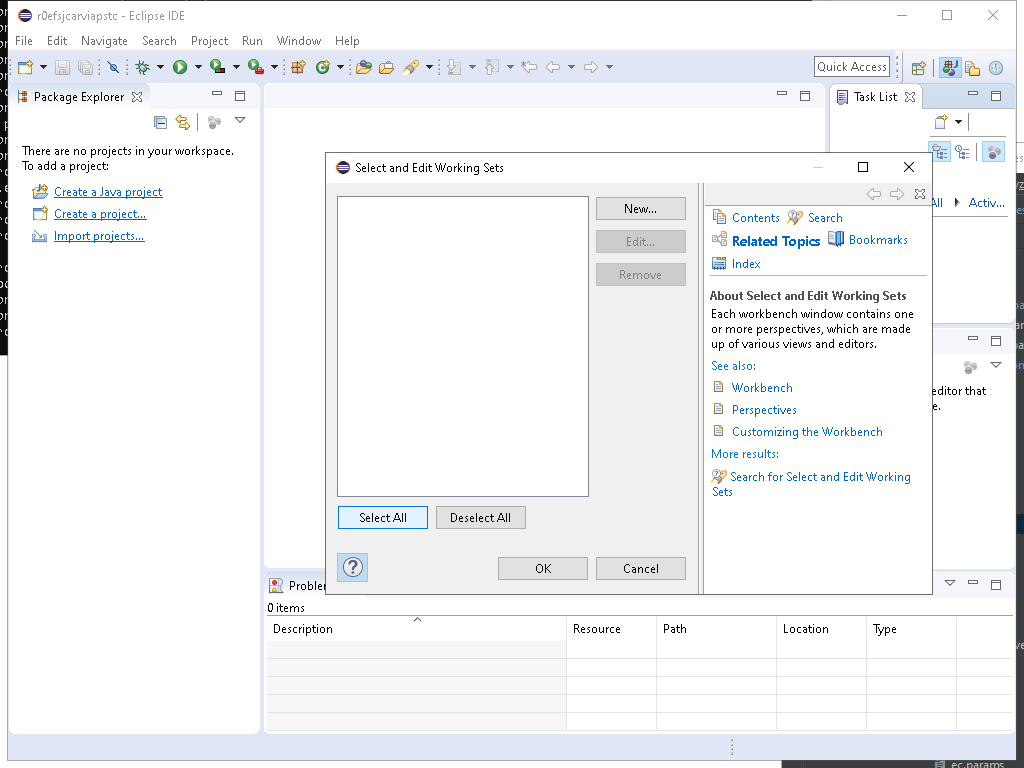 r0efsjcarviapstc - Eclipse IDE
File Edit Navigate Search Project Run Window Help
Quick Access
Package Explorer
Task List
There are no projects in your workspace.
To add a project:
Create a Java project
Create a project...
Import projects...
All Activ...
Select and Edit Working Sets
New...
Edit...
Remove
Select All
Deselect All
OK
Cancel
Contents Search
Related Topics Bookmarks
Index
About Select and Edit Working Sets
Each workbench window contains one
or more perspectives, which are made
up of various views and editors.
See also:
Workbench
Perspectives
Customizing the Workbench
More results:
Search for Select and Edit Working
Sets
editor that
e.
Problem
0 items
Description Resource Path Location Type
ec.params